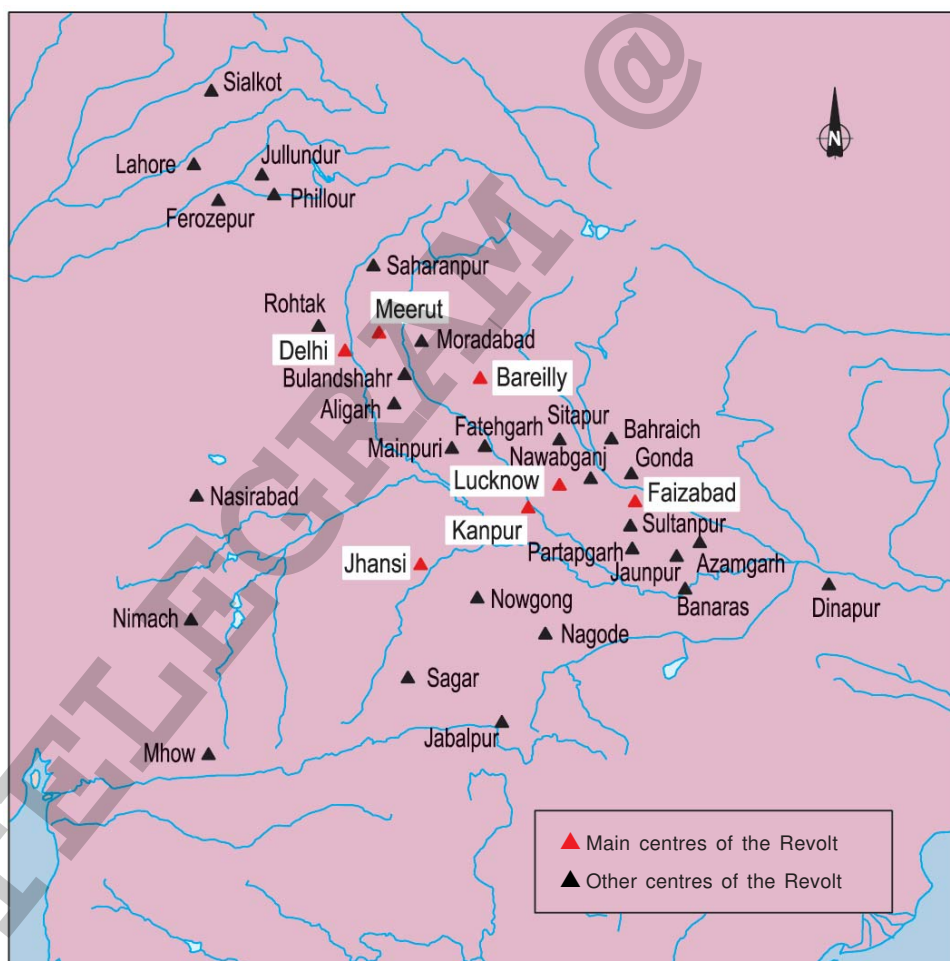 @
TELEGRAM
N
Sialkot
Lahore
Jullundur
Phillour
Ferozepur
Saharanpur
Rohtak
Meerut
Delhi
Moradabad
Bulandshahr
Bareilly
Aligarh
Sitapur
Fatehgarh
Bahraich
Mainpuri
Nawabganj
Gonda
Lucknow
Faizabad
Nasirabad
Kanpur
Sultanpur
Partapgarh
Azamgarh
Jhansi
Jaunpur
Banaras
Dinapur
Nowgong
Nimach
Nagode
Sagar
Jabalpur
Mhow
Main centres of the Revolt
Other centres of the Revolt